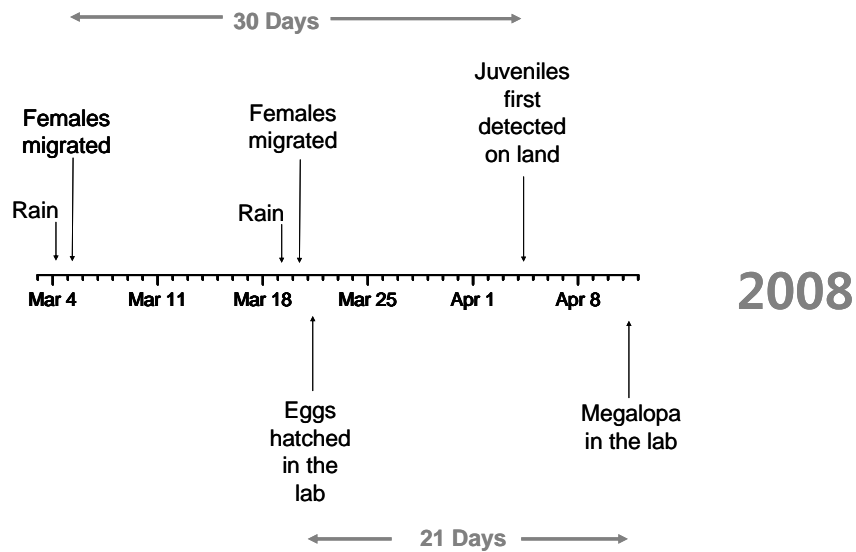 30 Days
Juveniles
first
detected
on land
Females
migrated
Females
migrated
Rain
Rain
Mar 4
Mar 11
Mar 18
Mar 25
Apr 1
Apr 8
2008
Eggs
hatched
in the
lab
Megalopa
in the lab
21 Days